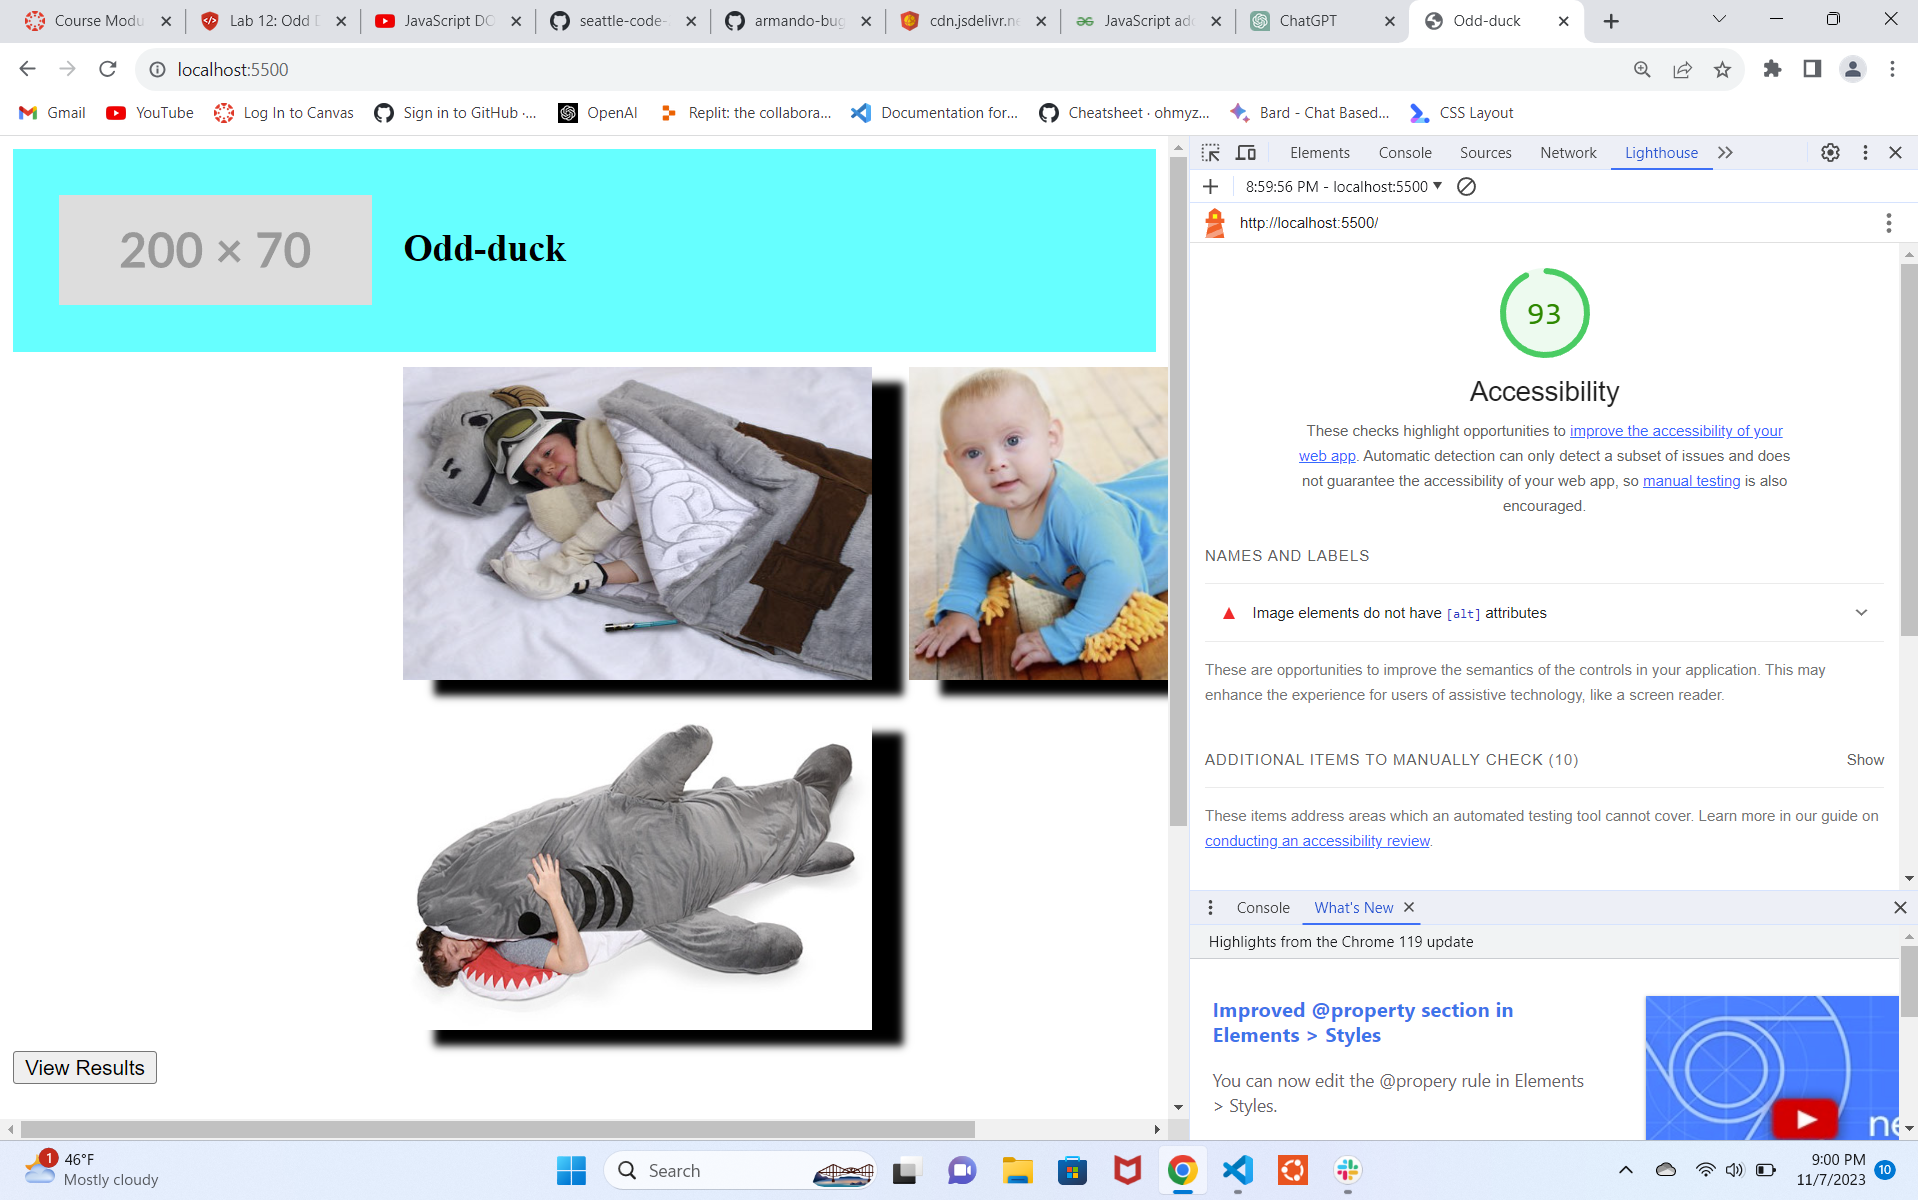 Course Modu
Lab 12: Odd D
JavaScript DO
seattle-code-
armando-bug
cdn.jsdelivr.ne
JavaScript add
ChatGPT
Odd-duck
localhost:5500
Gmail
YouTube
Log In to Canvas
Sign in to GitHub ·...
OpenAI
Replit: the collabora...
Documentation for...
Cheatsheet · ohmyz...
Bard - Chat Based...
CSS Layout
200 × 70
Odd-duck
View Results
Elements
Console
Sources
Network
Lighthouse
8:59:56 PM - localhost:5500
http://localhost:5500/
93
Accessibility
These checks highlight opportunities to improve the accessibility of your
web app. Automatic detection can only detect a subset of issues and does
not guarantee the accessibility of your web app, so manual testing is also
encouraged.
NAMES AND LABELS
Image elements do not have [alt] attributes
These are opportunities to improve the semantics of the controls in your application. This may
enhance the experience for users of assistive technology, like a screen reader.
ADDITIONAL ITEMS TO MANUALLY CHECK (10)
Show
These items address areas which an automated testing tool cannot cover. Learn more in our guide on
conducting an accessibility review.
Console
What's New
Highlights from the Chrome 119 update
Improved @property section in
Elements > Styles
You can now edit the @propery rule in Elements
> Styles.
ne
1
46°F
Mostly cloudy
Search
9:00 PM
11/7/2023
10